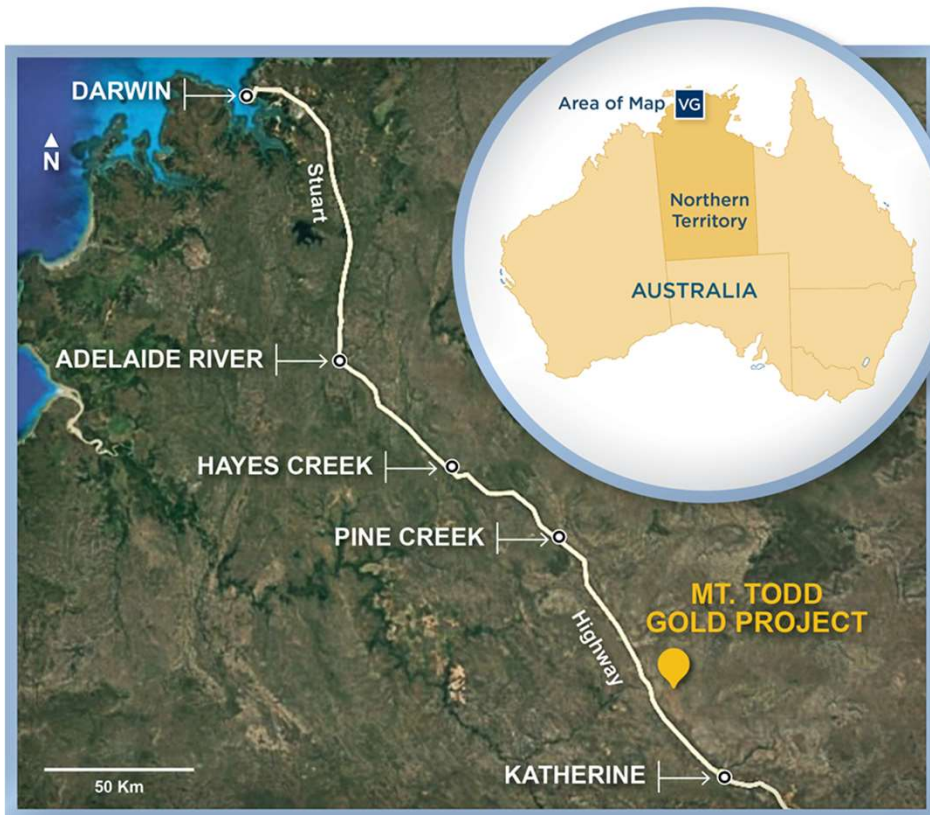 DARWIN
N
Stuart
ADELAIDE RIVER
HAYES CREEK
PINE CREEK
Highway
MT. TODD
GOLD PROJECT
KATHERINE
50 Km
Area of Map VG
Northern
Territory
AUSTRALIA